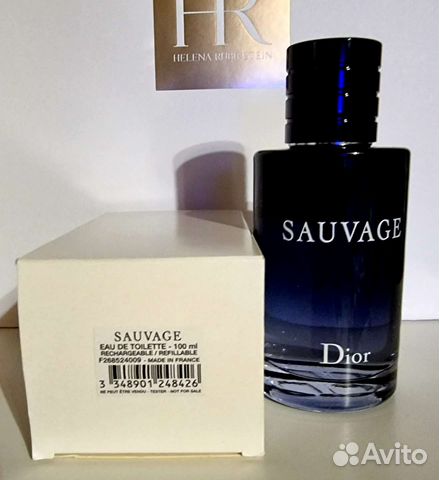 HR
HELENA RUBINSTEIN
SAUVAGE
Dior
SAUVAGE
EAU DE TOILETTE - 100 ml
RECHARGEABLE / REFILLABLE
F268524009 - MADE IN FRANCE
3 348901 248426
NE PEUT ÊTRE VENDU - TESTER - NOT FOR SALE
Avito